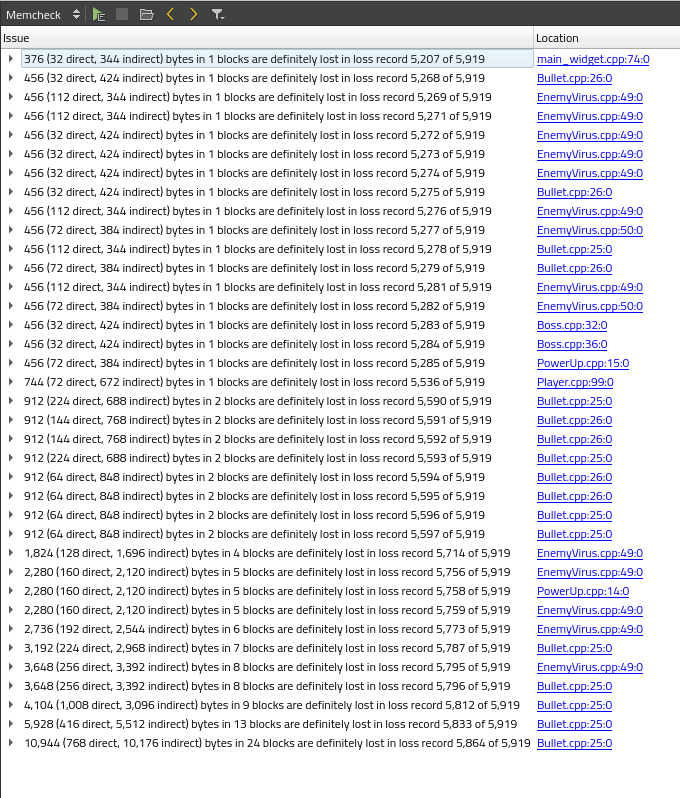 Memcheck
Issue Location
376 (32 direct, 344 indirect) bytes in 1 blocks are definitely lost in loss record 5,207 of 5,919 main_widget.cpp:74:0
456 (32 direct, 424 indirect) bytes in 1 blocks are definitely lost in loss record 5,268 of 5,919 Bullet.cpp:26:0
456 (112 direct, 344 indirect) bytes in 1 blocks are definitely lost in loss record 5,269 of 5,919 EnemyVirus.cpp:49:0
456 (112 direct, 344 indirect) bytes in 1 blocks are definitely lost in loss record 5,271 of 5,919 EnemyVirus.cpp:49:0
456 (32 direct, 424 indirect) bytes in 1 blocks are definitely lost in loss record 5,272 of 5,919 EnemyVirus.cpp:49:0
456 (32 direct, 424 indirect) bytes in 1 blocks are definitely lost in loss record 5,273 of 5,919 EnemyVirus.cpp:49:0
456 (32 direct, 424 indirect) bytes in 1 blocks are definitely lost in loss record 5,274 of 5,919 EnemyVirus.cpp:49:0
456 (32 direct, 424 indirect) bytes in 1 blocks are definitely lost in loss record 5,275 of 5,919 Bullet.cpp:26:0
456 (112 direct, 344 indirect) bytes in 1 blocks are definitely lost in loss record 5,276 of 5,919 EnemyVirus.cpp:49:0
456 (72 direct, 384 indirect) bytes in 1 blocks are definitely lost in loss record 5,277 of 5,919 EnemyVirus.cpp:50:0
456 (112 direct, 344 indirect) bytes in 1 blocks are definitely lost in loss record 5,278 of 5,919 Bullet.cpp:25:0
456 (72 direct, 384 indirect) bytes in 1 blocks are definitely lost in loss record 5,279 of 5,919 Bullet.cpp:26:0
456 (112 direct, 344 indirect) bytes in 1 blocks are definitely lost in loss record 5,281 of 5,919 EnemyVirus.cpp:49:0
456 (72 direct, 384 indirect) bytes in 1 blocks are definitely lost in loss record 5,282 of 5,919 EnemyVirus.cpp:50:0
456 (32 direct, 424 indirect) bytes in 1 blocks are definitely lost in loss record 5,283 of 5,919 Boss.cpp:32:0
456 (32 direct, 424 indirect) bytes in 1 blocks are definitely lost in loss record 5,284 of 5,919 Boss.cpp:36:0
456 (72 direct, 384 indirect) bytes in 1 blocks are definitely lost in loss record 5,285 of 5,919 PowerUp.cpp:15:0
744 (72 direct, 672 indirect) bytes in 1 blocks are definitely lost in loss record 5,536 of 5,919 Player.cpp:99:0
912 (224 direct, 688 indirect) bytes in 2 blocks are definitely lost in loss record 5,590 of 5,919 Bullet.cpp:25:0
912 (144 direct, 768 indirect) bytes in 2 blocks are definitely lost in loss record 5,591 of 5,919 Bullet.cpp:26:0
912 (144 direct, 768 indirect) bytes in 2 blocks are definitely lost in loss record 5,592 of 5,919 Bullet.cpp:26:0
912 (224 direct, 688 indirect) bytes in 2 blocks are definitely lost in loss record 5,593 of 5,919 Bullet.cpp:25:0
912 (64 direct, 848 indirect) bytes in 2 blocks are definitely lost in loss record 5,594 of 5,919 Bullet.cpp:26:0
912 (64 direct, 848 indirect) bytes in 2 blocks are definitely lost in loss record 5,595 of 5,919 Bullet.cpp:26:0
912 (64 direct, 848 indirect) bytes in 2 blocks are definitely lost in loss record 5,596 of 5,919 Bullet.cpp:25:0
912 (64 direct, 848 indirect) bytes in 2 blocks are definitely lost in loss record 5,597 of 5,919 Bullet.cpp:25:0
1,824 (128 direct, 1,696 indirect) bytes in 4 blocks are definitely lost in loss record 5,714 of 5,919 EnemyVirus.cpp:49:0
2,280 (160 direct, 2,120 indirect) bytes in 5 blocks are definitely lost in loss record 5,756 of 5,919 EnemyVirus.cpp:49:0
2,280 (160 direct, 2,120 indirect) bytes in 5 blocks are definitely lost in loss record 5,758 of 5,919 PowerUp.cpp:14:0
2,280 (160 direct, 2,120 indirect) bytes in 5 blocks are definitely lost in loss record 5,759 of 5,919 EnemyVirus.cpp:49:0
2,736 (192 direct, 2,544 indirect) bytes in 6 blocks are definitely lost in loss record 5,773 of 5,919 EnemyVirus.cpp:49:0
3,192 (224 direct, 2,968 indirect) bytes in 7 blocks are definitely lost in loss record 5,787 of 5,919 Bullet.cpp:25:0
3,648 (256 direct, 3,392 indirect) bytes in 8 blocks are definitely lost in loss record 5,795 of 5,919 EnemyVirus.cpp:49:0
3,648 (256 direct, 3,392 indirect) bytes in 8 blocks are definitely lost in loss record 5,796 of 5,919 Bullet.cpp:25:0
4,104 (1,008 direct, 3,096 indirect) bytes in 9 blocks are definitely lost in loss record 5,812 of 5,919 Bullet.cpp:25:0
5,928 (416 direct, 5,512 indirect) bytes in 13 blocks are definitely lost in loss record 5,833 of 5,919 Bullet.cpp:25:0
10,944 (768 direct, 10,176 indirect) bytes in 24 blocks are definitely lost in loss record 5,864 of 5,919 Bullet.cpp:25:0